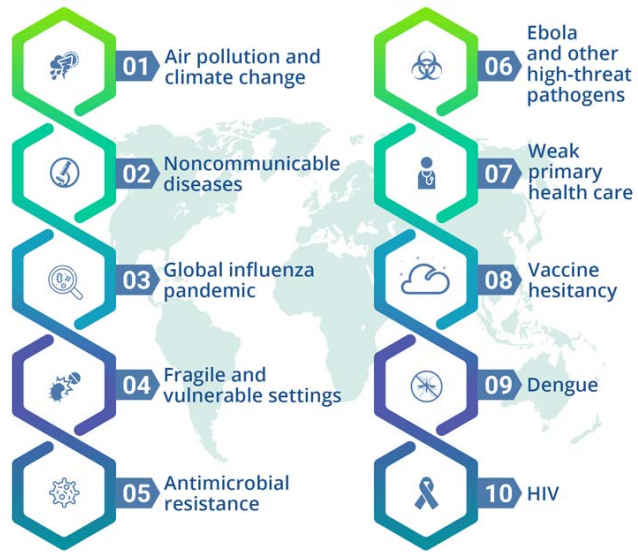 01 Air pollution and
climate change
02 Noncommunicable
diseases
03 Global influenza
pandemic
04 Fragile and
vulnerable settings
05 Antimicrobial
resistance
06 Ebola
and other
high-threat
pathogens
07 Weak
primary
health care
08 Vaccine
hesitancy
09 Dengue
10 HIV